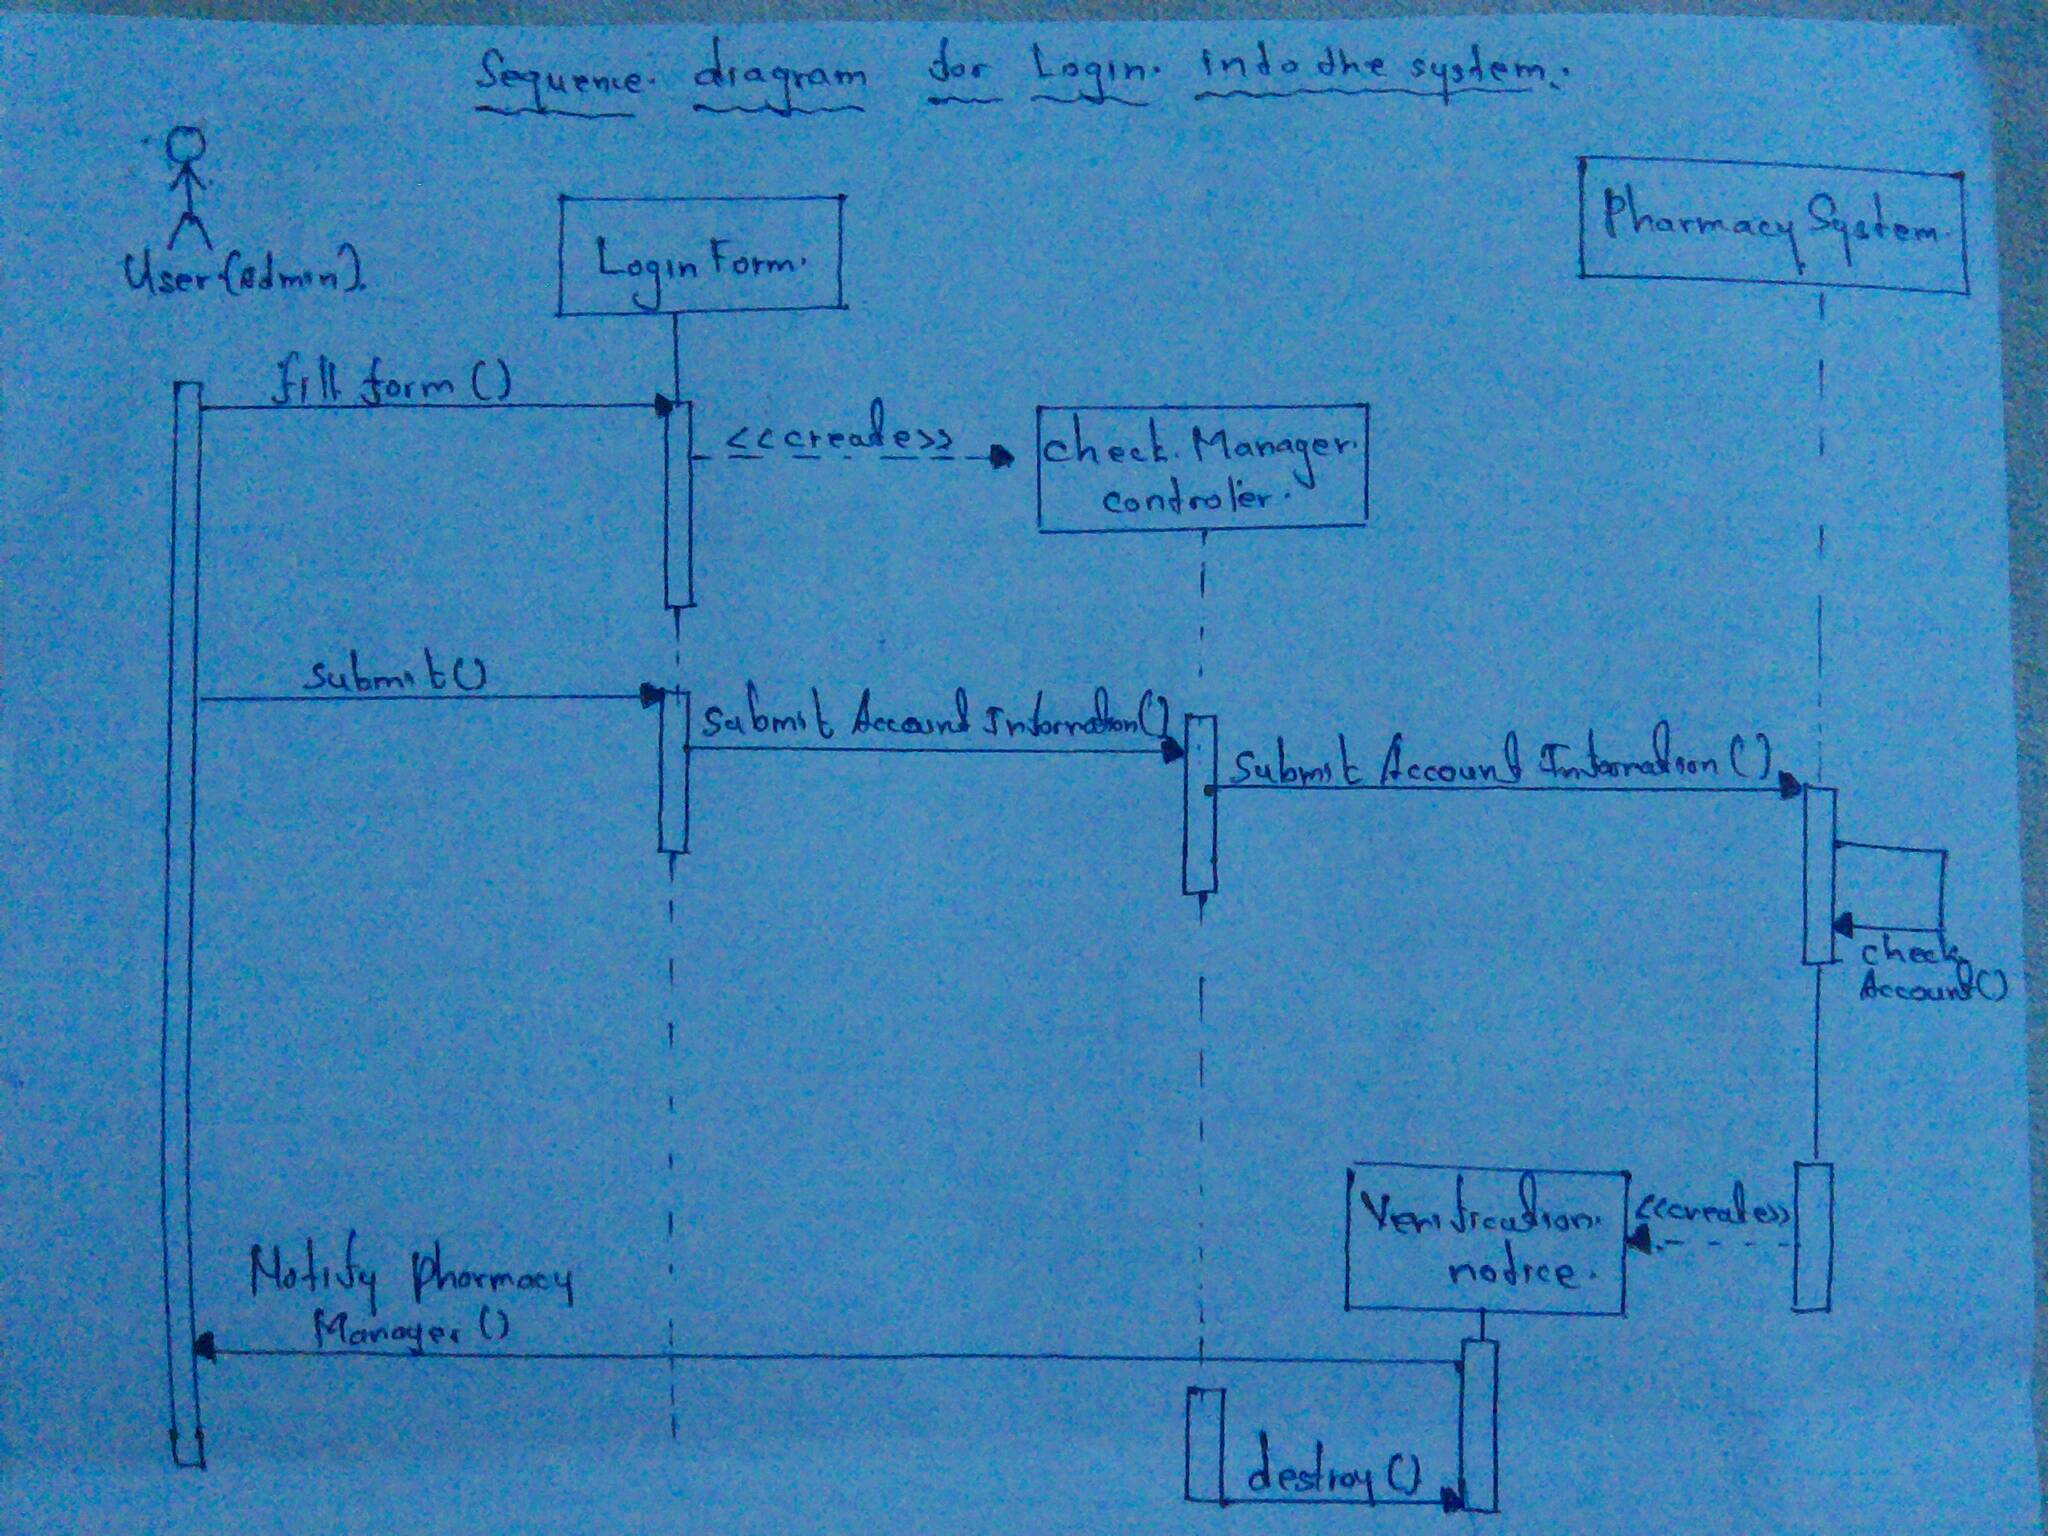 Sequence diagram for Login into the system.
User (admin).
Login Form.
Pharmacy System.
fill form ()
<<create>>
check Manager
controler.
submit()
submit Account Information()
submit Account Information()
check
Account()
Verification
notice.
<<create>>
Notify pharmacy
Manager ()
destroy ()